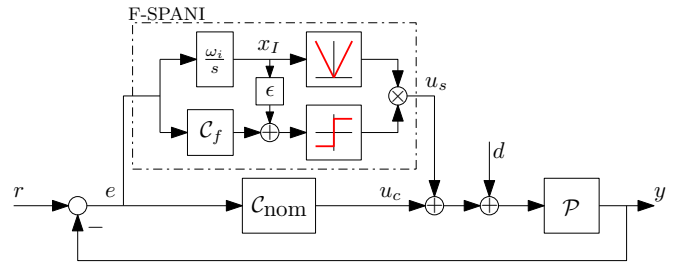 F-SPANI
ω_i/s x_I
ϵ
u_s
C_f
d
r e C_nom u_c P y
−